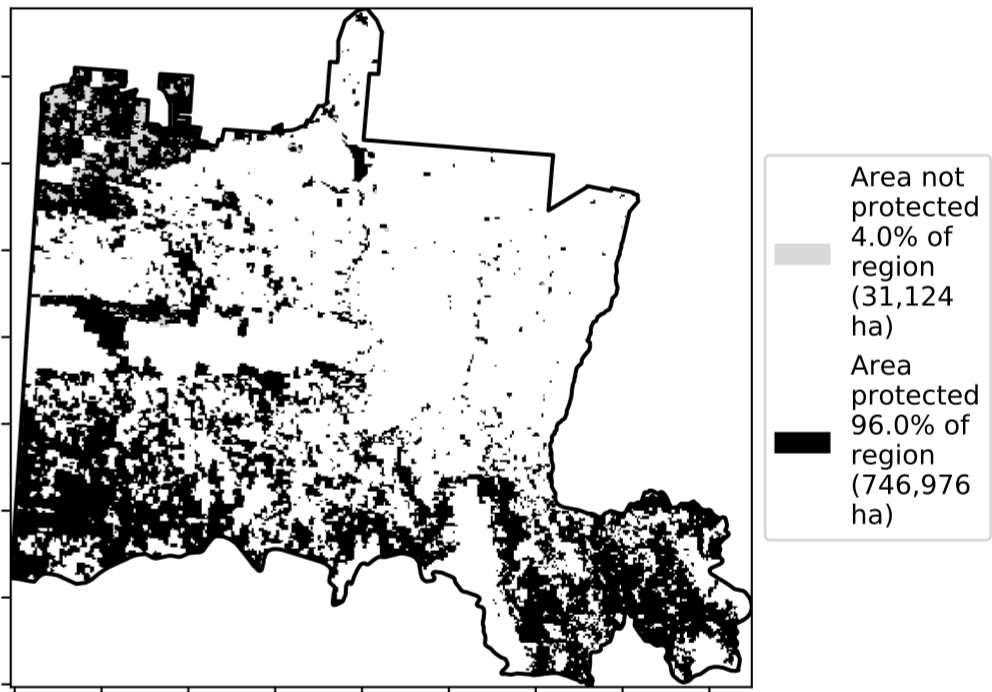 Area not
protected
4.0% of
region
(31,124
ha)
Area
protected
96.0% of
region
(746,976
ha)